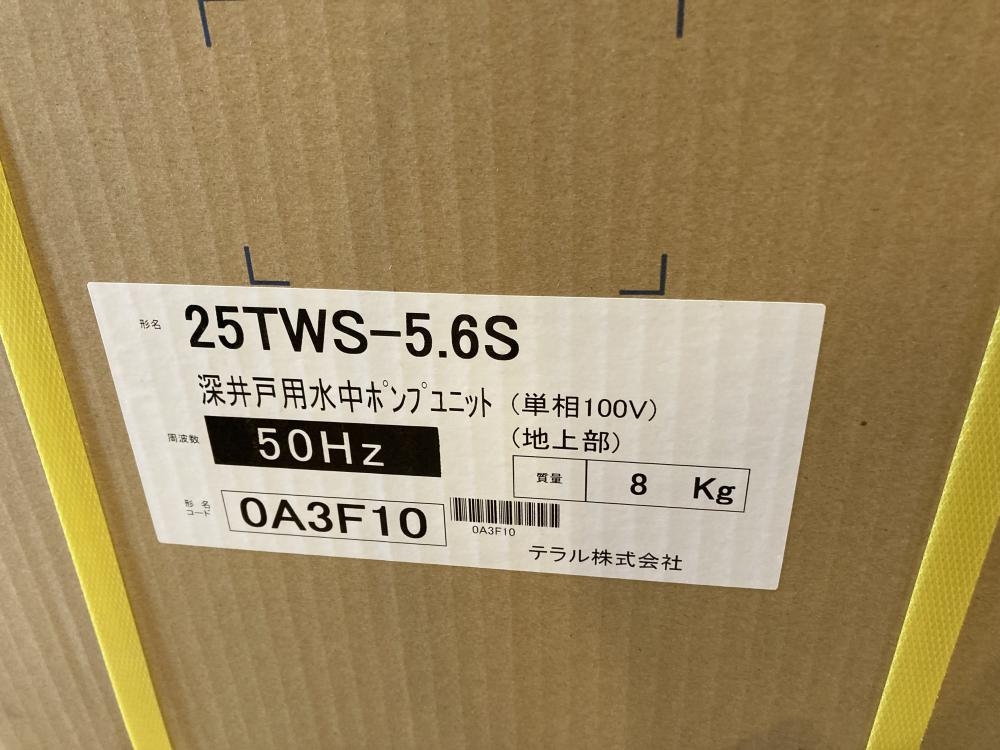 形名 25TWS-5.6S
深井戸用水中ﾎﾟﾝﾌﾟﾕﾆｯﾄ (単相100V)
周波数 50Hz (地上部)
質量 8 Kg
形名コード 0A3F10
0A3F10
テラル株式会社